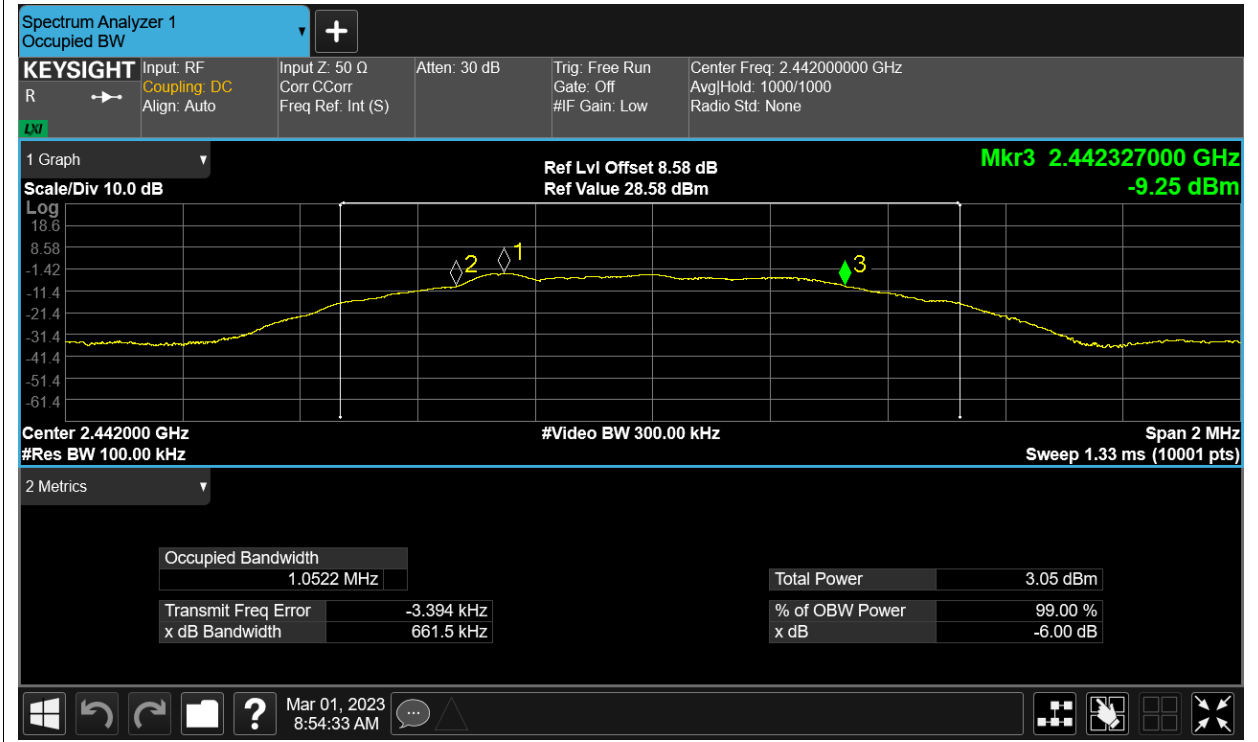 Spectrum Analyzer 1
Occupied BW
KEYSIGHT
R
LXI
Input: RF
Coupling: DC
Align: Auto
Input Z: 50 Ω
Corr CCorr
Freq Ref: Int (S)
Atten: 30 dB
Trig: Free Run
Gate: Off
#IF Gain: Low
Center Freq: 2.442000000 GHz
Avg|Hold: 1000/1000
Radio Std: None
1 Graph
Scale/Div 10.0 dB
Ref Lvl Offset 8.58 dB
Ref Value 28.58 dBm
Mkr3 2.442327000 GHz
-9.25 dBm
Log
18.6
8.58
-1.42
-11.4
-21.4
-31.4
-41.4
-51.4
-61.4
2
1
3
Center 2.442000 GHz
#Res BW 100.00 kHz
#Video BW 300.00 kHz
Span 2 MHz
Sweep 1.33 ms (10001 pts)
2 Metrics
Occupied Bandwidth
1.0522 MHz
Transmit Freq Error -3.394 kHz
x dB Bandwidth 661.5 kHz
Total Power 3.05 dBm
% of OBW Power 99.00 %
x dB -6.00 dB
?
Mar 01, 2023
8:54:33 AM